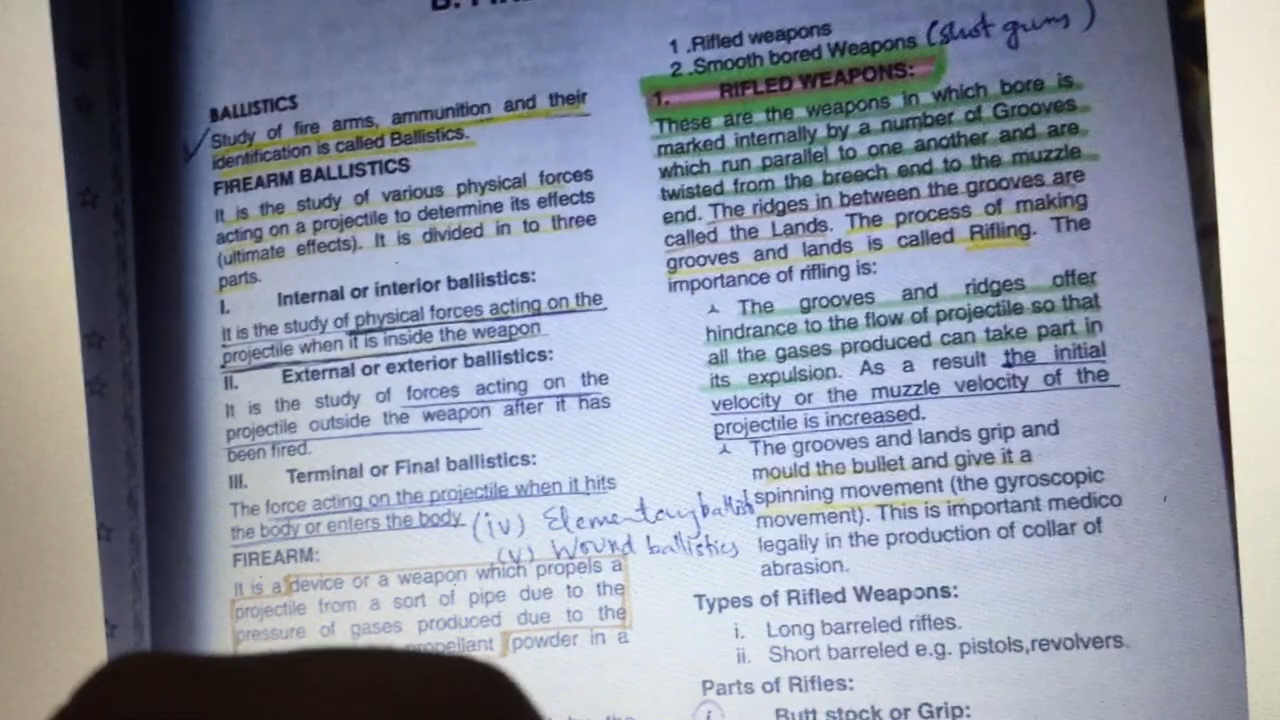 BALLISTICS
Study of fire arms, ammunition and their
identification is called Ballistics.
FIREARM BALLISTICS
It is the study of various physical forces
acting on a projectile to determine its effects
(ultimate effects). It is divided in to three
parts.
I. Internal or interior ballistics:
It is the study of physical forces acting on the
projectile when it is inside the weapon
II. External or exterior ballistics:
It is the study of forces acting on the
projectile outside the weapon after it has
been fired.
III. Terminal or Final ballistics:
The force acting on the projectile when it hits
the body or enters the body
(iv) Elementary ballist
(v) Wound ballistics
FIREARM:
It is a device or a weapon which propels a
projectile from a sort of pipe due to the
pressure of gases produced due to the
propellant powder in a
1 .Rifled weapons
2 .Smooth bored Weapons (shot guns)
1. RIFLED WEAPONS:
These are the weapons in which bore is
marked internally by a number of Grooves
which run parallel to one another and are
twisted from the breech end to the muzzle
end. The ridges in between the grooves are
called the Lands. The process of making
grooves and lands is called Rifling. The
importance of rifling is:
The grooves and ridges offer
hindrance to the flow of projectile so that
all the gases produced can take part in
its expulsion. As a result the initial
velocity or the muzzle velocity of the
projectile is increased.
The grooves and lands grip and
mould the bullet and give it a
spinning movement (the gyroscopic
movement). This is important medico
legally in the production of collar of
abrasion.
Types of Rifled Weapons:
i. Long barreled rifles.
ii. Short barreled e.g. pistols,revolvers.
Parts of Rifles:
i Butt stock or Grip: